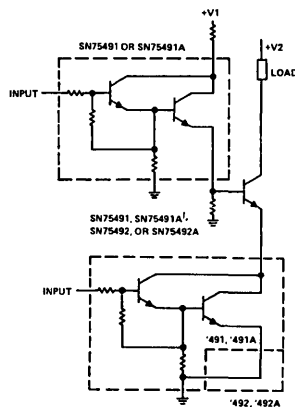 +V1
SN75491 OR SN75491A
+V2
LOAD
INPUT
SN75491, SN75491A†,
SN75492, OR SN75492A
INPUT
'491, '491A
'492, '492A